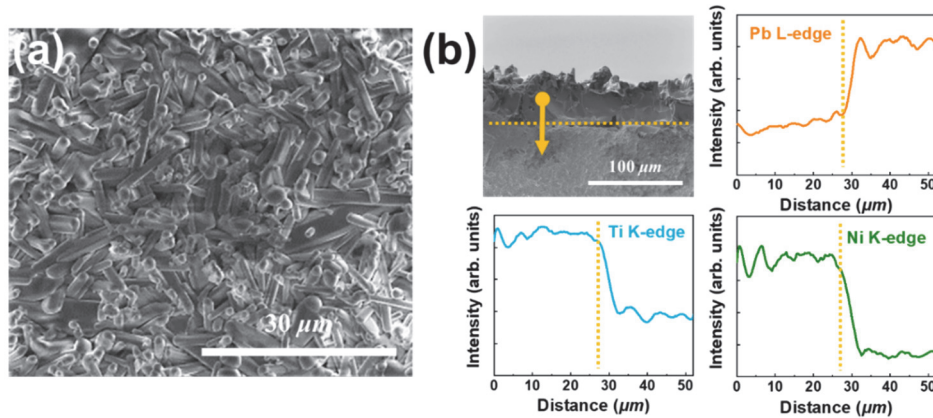 (a)
30 μm
(b)
100 μm
Pb L-edge
Intensity (arb. units)
0 10 20 30 40 50
Distance (μm)
Ti K-edge
Intensity (arb. units)
0 10 20 30 40 50
Distance (μm)
Ni K-edge
Intensity (arb. units)
0 10 20 30 40 50
Distance (μm)